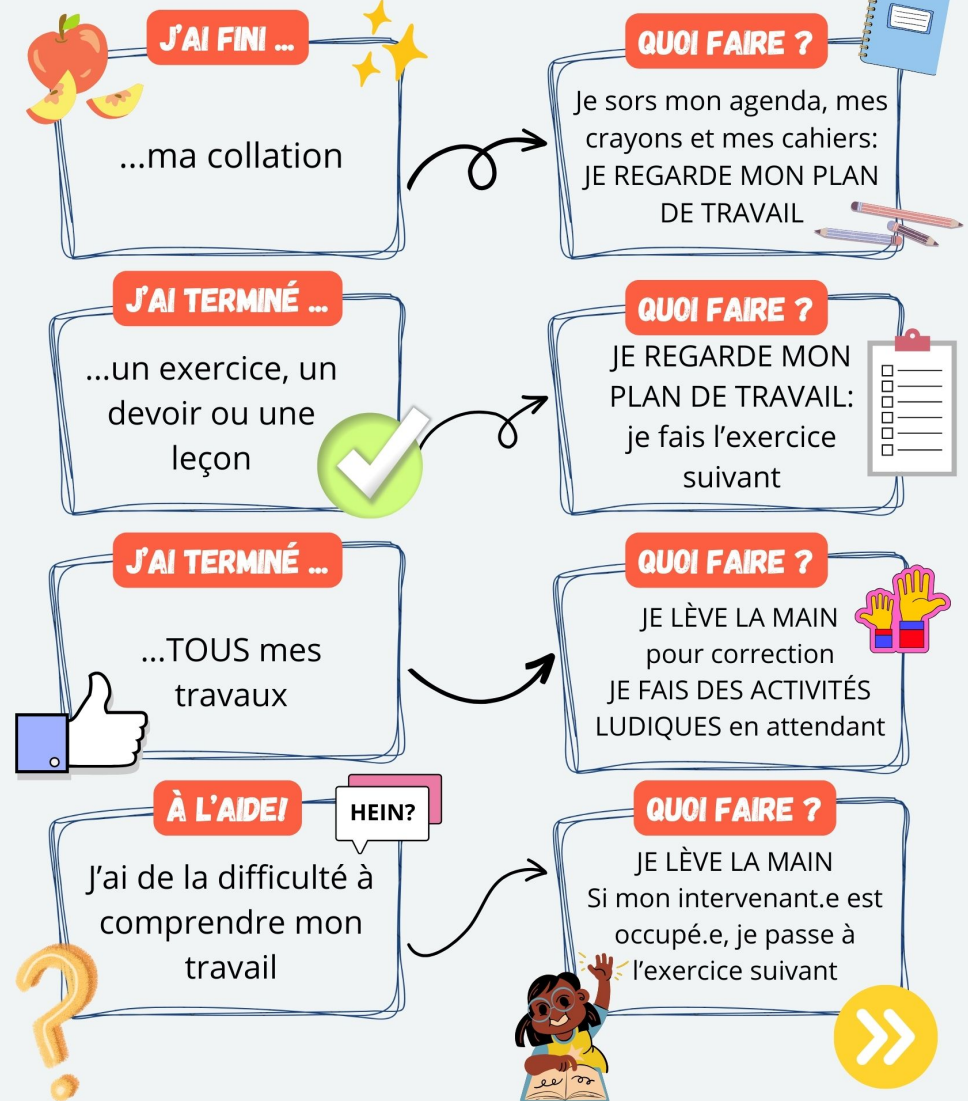 J'AI FINI ...
...ma collation
QUOI FAIRE ?
Je sors mon agenda, mes
crayons et mes cahiers:
JE REGARDE MON PLAN
DE TRAVAIL
J'AI TERMINÉ ...
...un exercice, un
devoir ou une
leçon
QUOI FAIRE ?
JE REGARDE MON
PLAN DE TRAVAIL:
je fais l’exercice
suivant
J'AI TERMINÉ ...
...TOUS mes
travaux
QUOI FAIRE ?
JE LÈVE LA MAIN
pour correction
JE FAIS DES ACTIVITÉS
LUDIQUES en attendant
À L'AIDE!
HEIN?
J’ai de la difficulté à
comprendre mon
travail
QUOI FAIRE ?
JE LÈVE LA MAIN
Si mon intervenant.e est
occupé.e, je passe à
l’exercice suivant